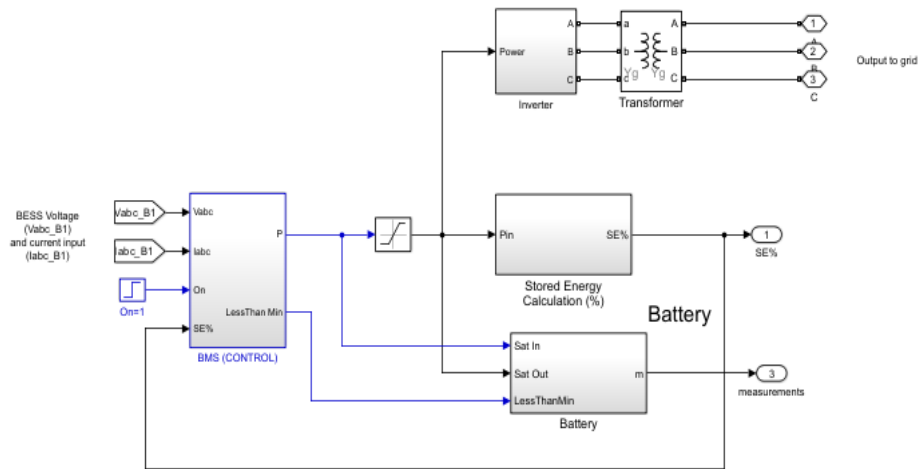 A
a
A
1
A
Power
B
b
B
2
B
Output to grid
C
c
C
3
C
Yg Yg
Inverter
Transformer
BESS Voltage
(Vabc_B1)
and current input
(Iabc_B1)
Vabc_B1
Iabc_B1
On=1
Vabc
Iabc
On
SE%
P
LessThan Min
BMS (CONTROL)
Pin
SE%
Stored Energy
Calculation (%)
1
SE%
Battery
Sat In
Sat Out
LessThanMin
m
Battery
3
measurements